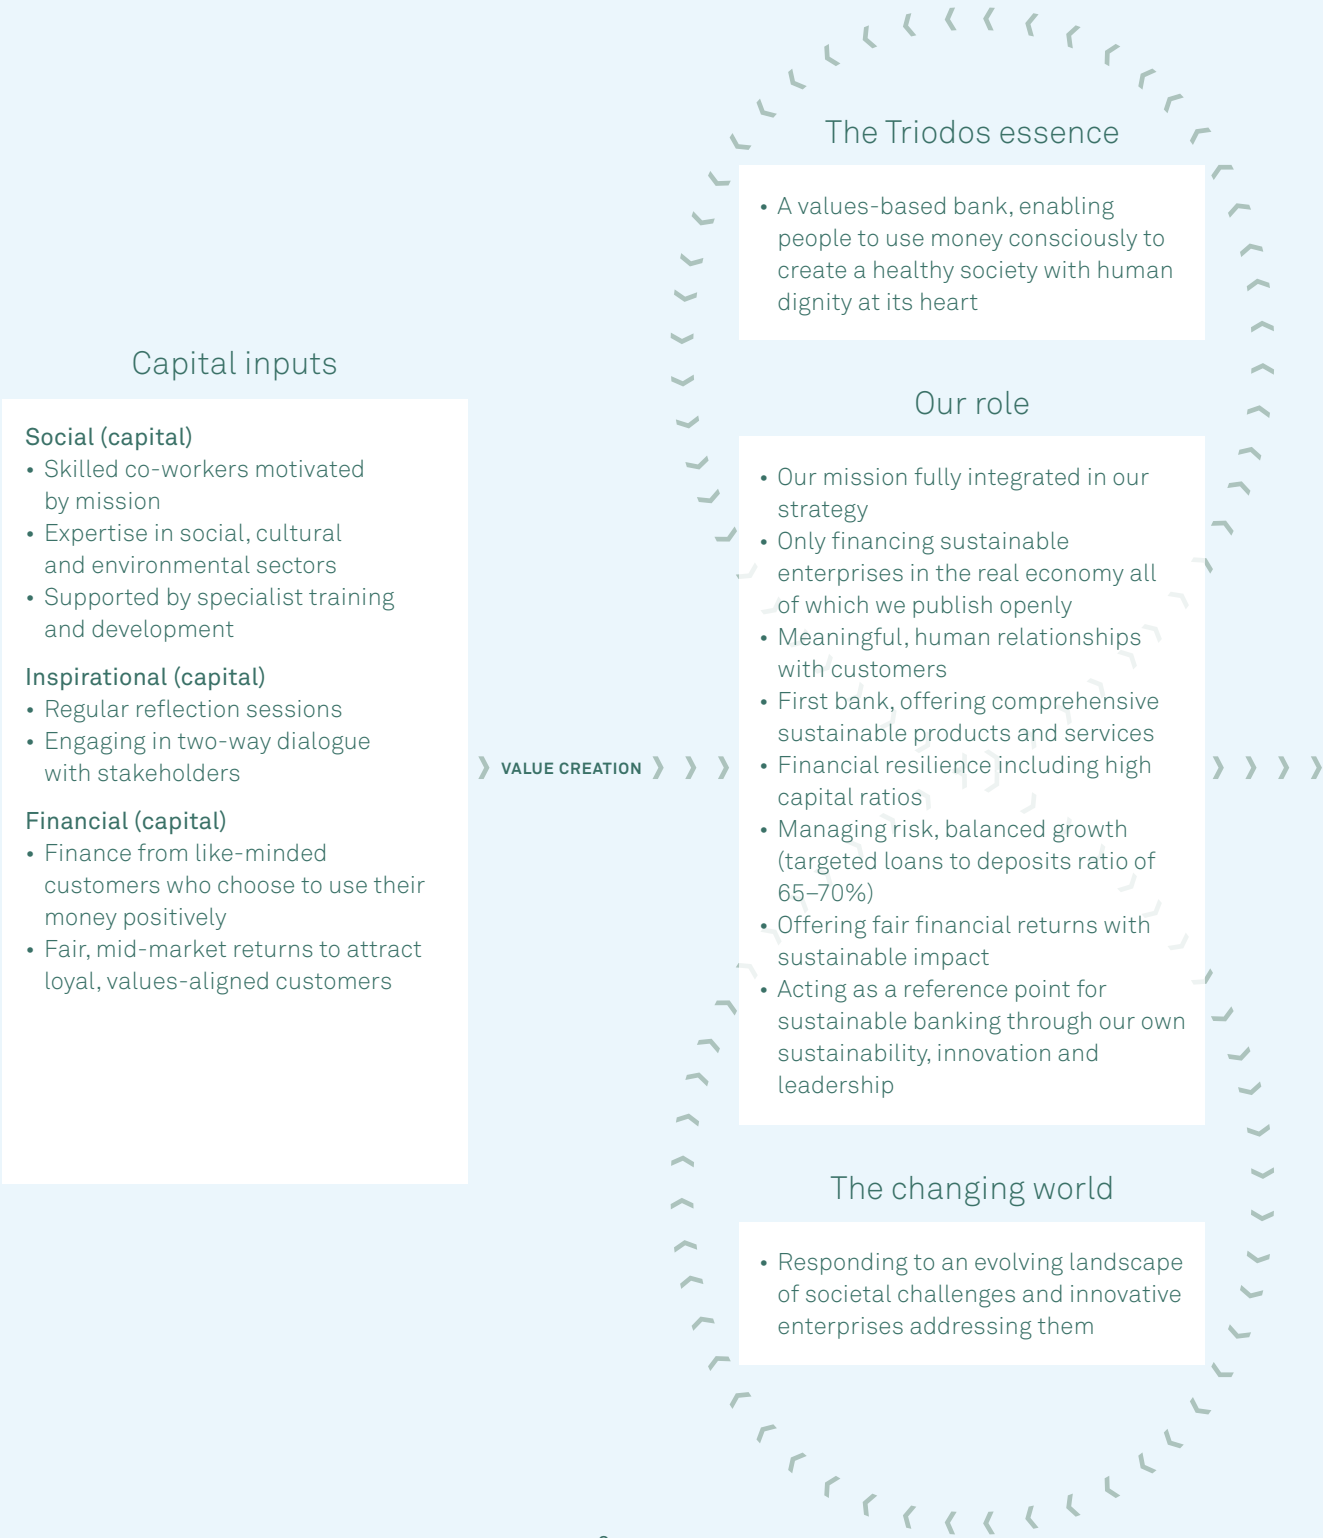 Capital inputs
Social (capital)
• Skilled co-workers motivated
by mission
• Expertise in social, cultural
and environmental sectors
• Supported by specialist training
and development
Inspirational (capital)
• Regular reflection sessions
• Engaging in two-way dialogue
with stakeholders
Financial (capital)
• Finance from like-minded
customers who choose to use their
money positively
• Fair, mid-market returns to attract
loyal, values-aligned customers
VALUE CREATION
The Triodos essence
• A values-based bank, enabling
people to use money consciously to
create a healthy society with human
dignity at its heart
Our role
• Our mission fully integrated in our
strategy
• Only financing sustainable
enterprises in the real economy all
of which we publish openly
• Meaningful, human relationships
with customers
• First bank, offering comprehensive
sustainable products and services
• Financial resilience including high
capital ratios
• Managing risk, balanced growth
(targeted loans to deposits ratio of
65–70%)
• Offering fair financial returns with
sustainable impact
• Acting as a reference point for
sustainable banking through our own
sustainability, innovation and
leadership
The changing world
• Responding to an evolving landscape
of societal challenges and innovative
enterprises addressing them